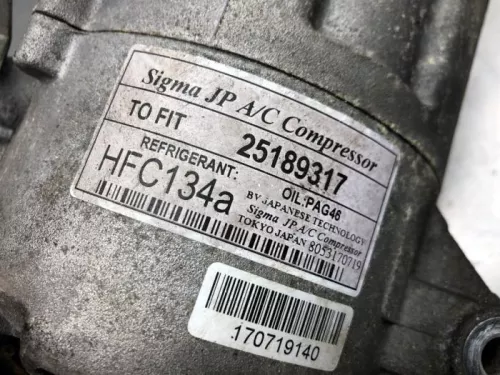 Sigma JP A/C Compressor
TO FIT 25189317
REFRIGERANT: OIL:PAG46
HFC134a BY JAPANESE TECHNOLOGY
Sigma JP A/C Compressor
TOKYO JAPAN 8053170719
170719140